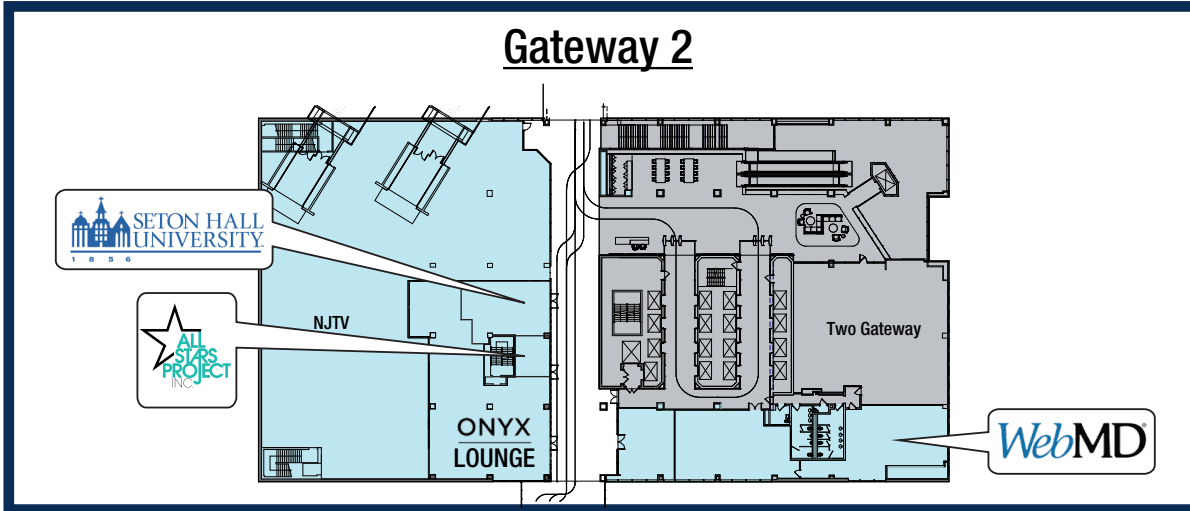 Gateway 2
SETON HALL
UNIVERSITY
1 8 5 6
NJTV
ALL
STARS
PROJECT
INC.
Two Gateway
ONYX
LOUNGE
WebMD